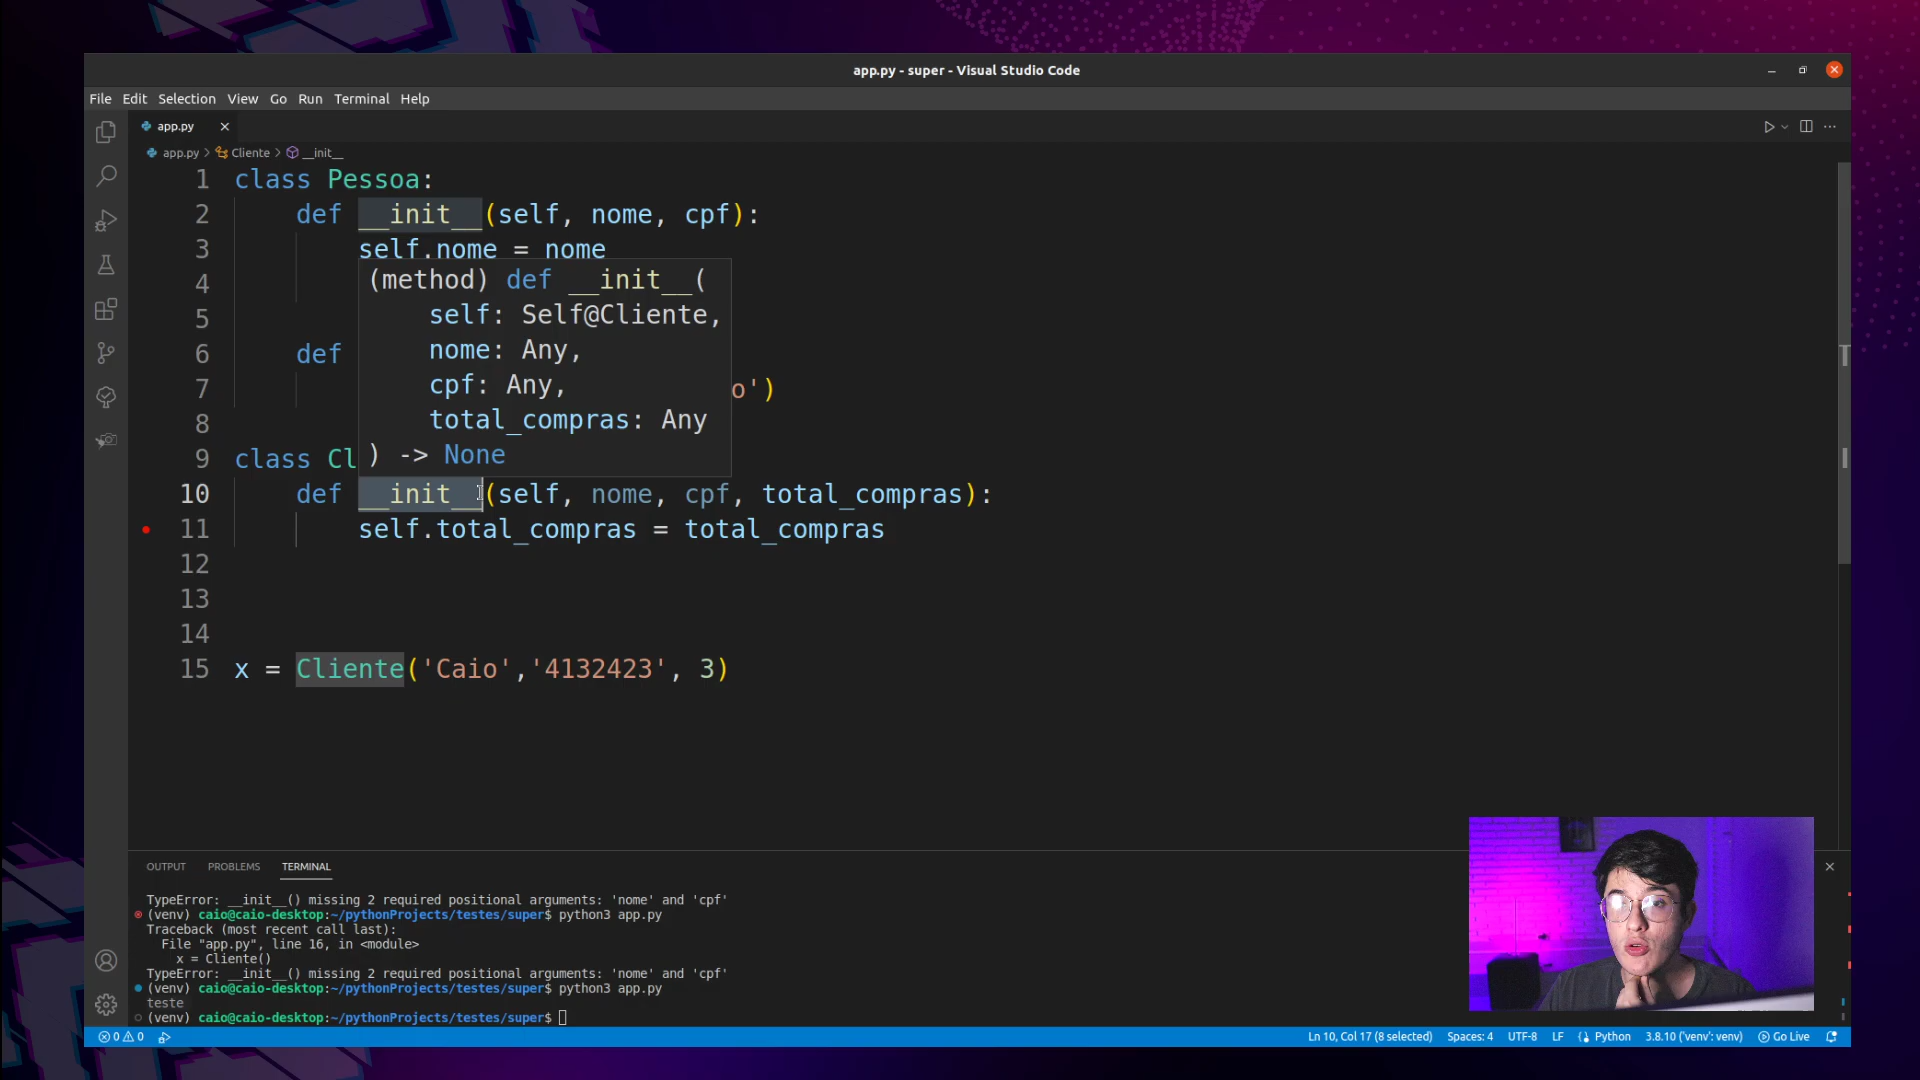 app.py - super - Visual Studio Code
File Edit Selection View Go Run Terminal Help
app.py
app.py > Cliente > __init__
1 class Pessoa:
2 def __init__(self, nome, cpf):
3 self.nome = nome
4
5
6 def
7 o')
8
9 class Cl
(method) def __init__(
self: Self@Cliente,
nome: Any,
cpf: Any,
total_compras: Any
) -> None
10 def __init__(self, nome, cpf, total_compras):
11 self.total_compras = total_compras
12
13
14
15 x = Cliente('Caio','4132423', 3)
OUTPUT PROBLEMS TERMINAL
TypeError: __init__() missing 2 required positional arguments: 'nome' and 'cpf'
(venv) caio@caio-desktop:~/pythonProjects/testes/super$ python3 app.py
Traceback (most recent call last):
File "app.py", line 16, in <module>
x = Cliente()
TypeError: __init__() missing 2 required positional arguments: 'nome' and 'cpf'
(venv) caio@caio-desktop:~/pythonProjects/testes/super$ python3 app.py
teste
(venv) caio@caio-desktop:~/pythonProjects/testes/super$
0 0 Ln 10, Col 17 (8 selected) Spaces: 4 UTF-8 LF Python 3.8.10 ('venv': venv) Go Live